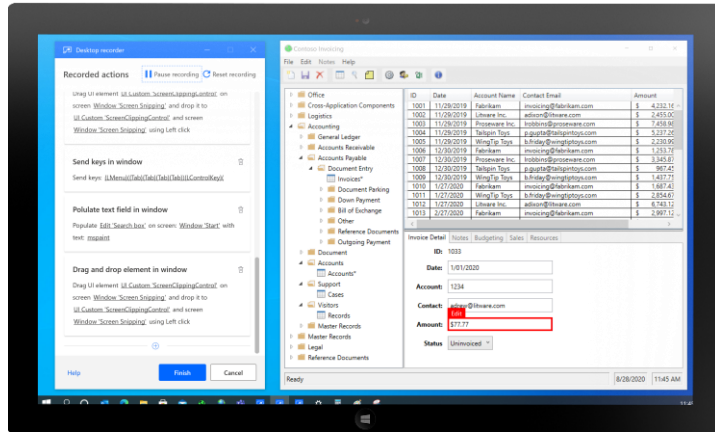 Desktop recorder
Recorded actions
Pause recording
Reset recording
Drag UI element UI Custom 'ScreenClippingControl' on
screen Window 'Screen Snipping' and drop it to
UI Custom 'ScreenClippingControl' and screen
Window 'Screen Snipping' using Left click
Send keys in window
Send keys: {LMenu}({Tab}{Tab}{Tab}{Tab}{LControlKey}(
Polulate text field in window
Populate Edit 'Search box' on screen: Window 'Start' with
text: mspaint
Drag and drop element in window
Drag UI element UI Custom 'ScreenClippingControl' on
screen Window 'Screen Snipping' and drop it to
UI Custom 'ScreenClippingControl' and screen
Window 'Screen Snipping' using Left click
Help
Finish
Cancel
Contoso Invoicing
File Edit Notes Help
Office
Cross-Application Components
Logistics
Accounting
General Ledger
Accounts Receivable
Accounts Payable
Document Entry
Invoices*
Document Parking
Down Payment
Bill of Exchange
Other
Reference Documents
Outgoing Payment
Document
Accounts
Accounts*
Support
Cases
Visitors
Records
Master Records
Master Records
Legal
Reference Documents
ID Date Account Name Contact Email Amount
1001 11/29/2019 Fabrikam invoicing@fabrikam.com $ 4,232.16
1003 11/29/2019 Litware Inc. adixon@litware.com $ 2,455.00
1003 11/29/2019 Proseware Inc. lrobbins@proseware.com $ 7,458.98
1004 11/29/2019 Tailspin Toys p.gupta@tailspintoys.com $ 5,237.26
1005 11/29/2019 WingTip Toys b.friday@wingtiptoys.com $ 2,230.95
1006 12/30/2019 Fabrikam invoicing@fabrikam.com $ 1,253.76
1007 12/30/2019 Proseware Inc. lrobbins@proseware.com $ 3,345.87
1008 12/30/2019 Tailspin Toys p.gupta@tailspintoys.com $ 967.45
1009 12/30/2019 WingTip Toys b.friday@wingtiptoys.com $ 1,437.77
1010 1/27/2020 Fabrikam invoicing@fabrikam.com $ 1,687.43
1011 1/27/2020 WingTip Toys b.friday@wingtiptoys.com $ 2,854.67
1012 1/27/2020 Litware Inc. adixon@litware.com $ 6,743.12
1013 2/27/2020 Fabrikam invoicing@fabrikam.com $ 2,997.12
Invoice Detail Notes Budgeting Sales Resources
ID: 1033
Date: 1/01/2020
Account: 1234
Contact: adrew@litware.com
Edit
Amount: $77.77
Status Uninvoiced
Ready
8/28/2020 11:45 AM